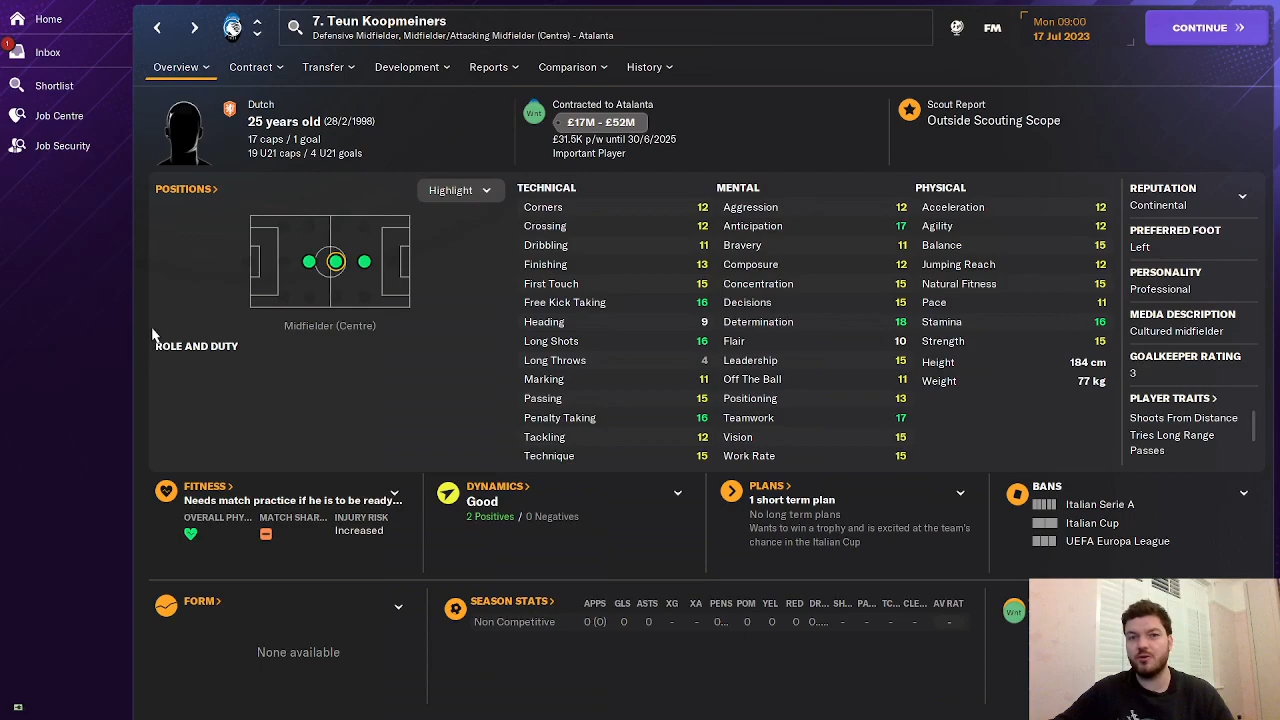 Home
1
Inbox
Shortlist
Job Centre
Job Security
7. Teun Koopmeiners
Defensive Midfielder, Midfielder/Attacking Midfielder (Centre) - Atalanta
FM
Mon 09:00
17 Jul 2023
CONTINUE
Overview
Contract
Transfer
Development
Reports
Comparison
History
Dutch
25 years old (28/2/1998)
17 caps / 1 goal
19 U21 caps / 4 U21 goals
Wnt
Contracted to Atalanta
£17M - £52M
£31.5K p/w until 30/6/2025
Important Player
Scout Report
Outside Scouting Scope
POSITIONS>
Highlight
Midfielder (Centre)
ROLE AND DUTY
TECHNICAL
Corners 12
Crossing 12
Dribbling 11
Finishing 13
First Touch 15
Free Kick Taking 16
Heading 9
Long Shots 16
Long Throws 4
Marking 11
Passing 15
Penalty Taking 16
Tackling 12
Technique 15
MENTAL
Aggression 12
Anticipation 17
Bravery 11
Composure 12
Concentration 15
Decisions 15
Determination 18
Flair 10
Leadership 15
Off The Ball 11
Positioning 13
Teamwork 17
Vision 15
Work Rate 15
PHYSICAL
Acceleration 12
Agility 12
Balance 15
Jumping Reach 12
Natural Fitness 15
Pace 11
Stamina 16
Strength 15
Height 184 cm
Weight 77 kg
REPUTATION
Continental
PREFERRED FOOT
Left
PERSONALITY
Professional
MEDIA DESCRIPTION
Cultured midfielder
GOALKEEPER RATING
3
PLAYER TRAITS>
Shoots From Distance
Tries Long Range
Passes
FITNESS>
Needs match practice if he is to be ready...
OVERALL PHY... MATCH SHAR... INJURY RISK
Increased
DYNAMICS>
Good
2 Positives / 0 Negatives
PLANS>
1 short term plan
No long term plans
Wants to win a trophy and is excited at the team's
chance in the Italian Cup
BANS
Italian Serie A
Italian Cup
UEFA Europa League
FORM>
None available
SEASON STATS> APPS GLS ASTS XG XA PENS POM YEL RED DR... SH... PA... TC... CLE... AV RAT
Non Competitive 0 (0) 0 0 - - 0... 0 0 0 0..... - - - - -
Wnt